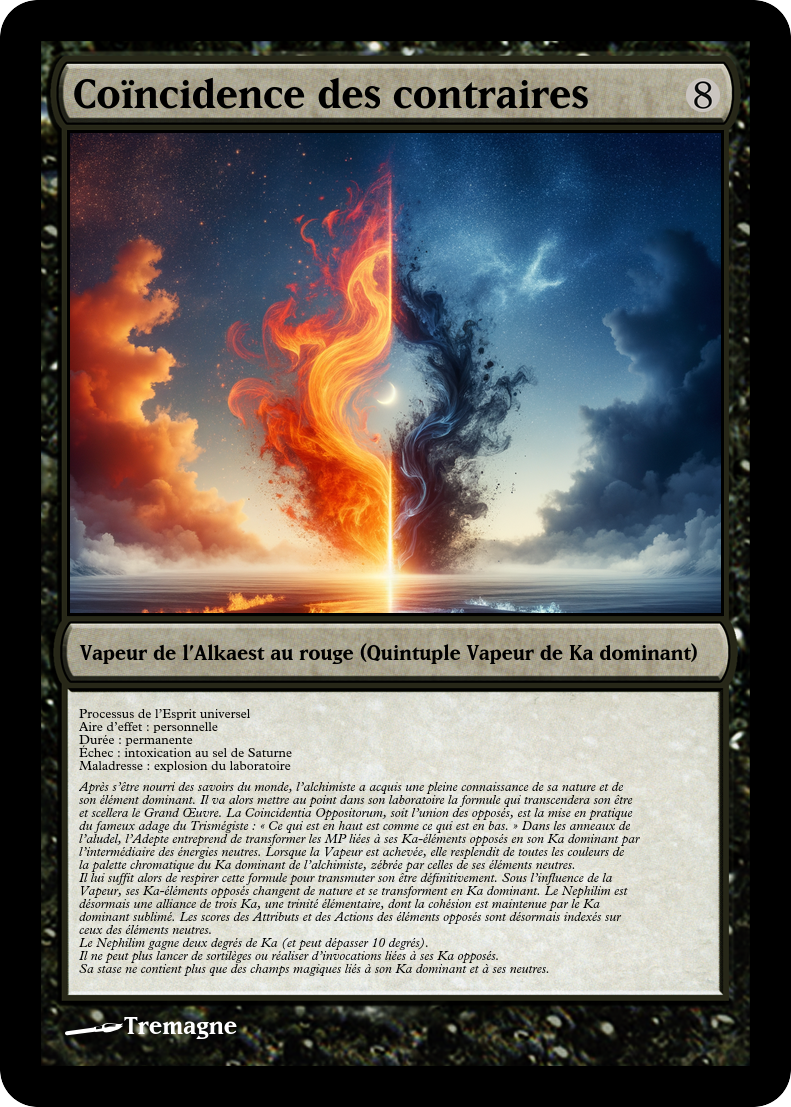 Coïncidence des contraires
8
Vapeur de l'Alkaest au rouge (Quintuple Vapeur de Ka dominant)
Processus de l'Esprit universel
Aire d'effet : personnelle
Durée : permanente
Échec : intoxication au sel de Saturne
Maladresse : explosion du laboratoire
Après s'être nourri des savoirs du monde, l'alchimiste a acquis une pleine connaissance de sa nature et de
son élément dominant. Il va alors mettre au point dans son laboratoire la formule qui transcendera son être
et scellera le Grand Œuvre. La Coincidentia Oppositorum, soit l'union des opposés, est la mise en pratique
du fameux adage du Trismégiste : « Ce qui est en haut est comme ce qui est en bas. » Dans les anneaux de
l'aludel, l'Adepte entreprend de transformer les MP liées à ses Ka-éléments opposés en son Ka dominant par
l'intermédiaire des énergies neutres. Lorsque la Vapeur est achevée, elle resplendit de toutes les couleurs de
la palette chromatique du Ka dominant de l'alchimiste, zébrée par celles de ses éléments neutres.
Il lui suffit alors de respirer cette formule pour transmuter son être définitivement. Sous l'influence de la
Vapeur, ses Ka-éléments opposés changent de nature et se transforment en Ka dominant. Le Nephilim est
désormais une alliance de trois Ka, une trinité élémentaire, dont la cohésion est maintenue par le Ka
dominant sublimé. Les scores des Attributs et des Actions des éléments opposés sont désormais indexés sur
ceux des éléments neutres.
Le Nephilim gagne deux degrés de Ka (et peut dépasser 10 degrés).
Il ne peut plus lancer de sortilèges ou réaliser d'invocations liées à ses Ka opposés.
Sa stase ne contient plus que des champs magiques liés à son Ka dominant et à ses neutres.
Tremagne